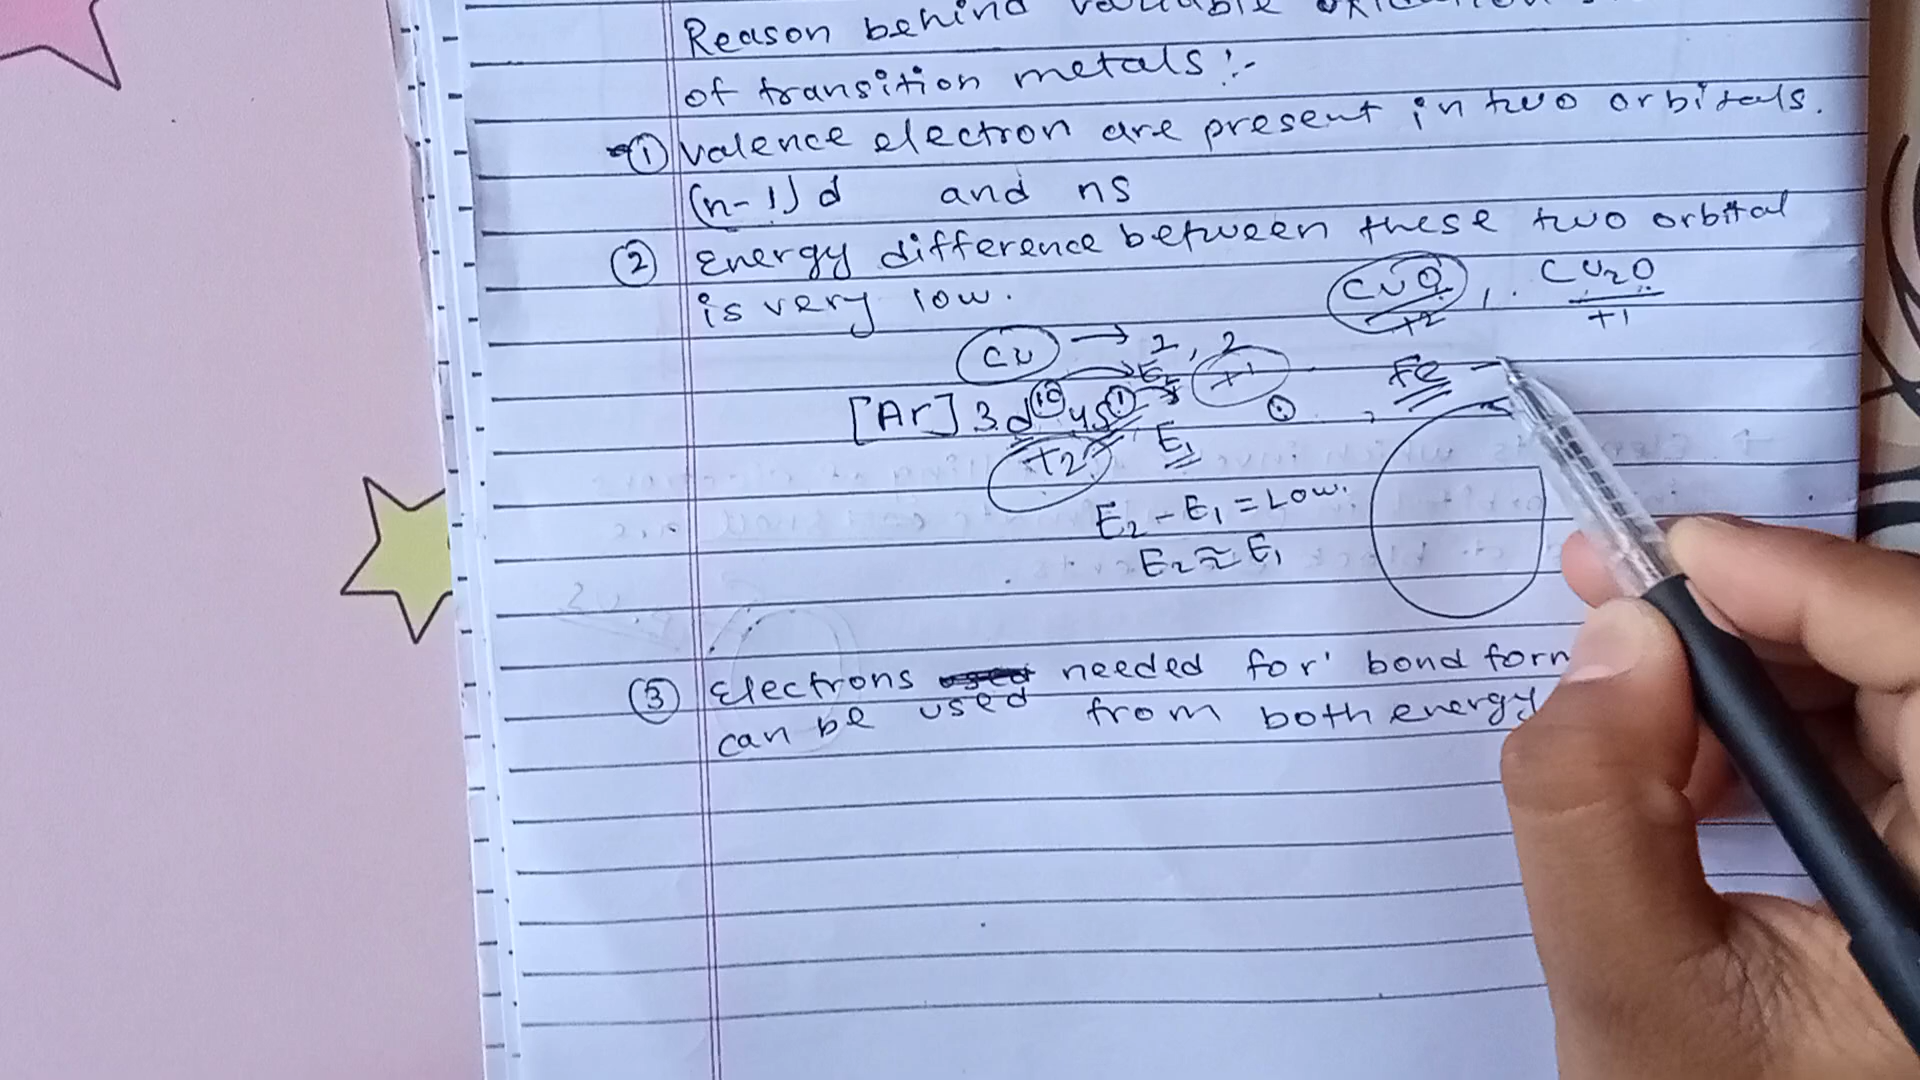 Reason behind variable
of transition metals :-
① Valence electron are present in two orbitals.
(n-1)d and ns
② Energy difference between these two orbital
is very low.
CuO, Cu2O
+2 +1
Cu → 1, 2
E2 +1
Fe -
[Ar] 3d10 4s1
+2 E1
E2 - E1 = Low.
E2 ≈ E1
③ Electrons needed for bond form
can be used from both energy